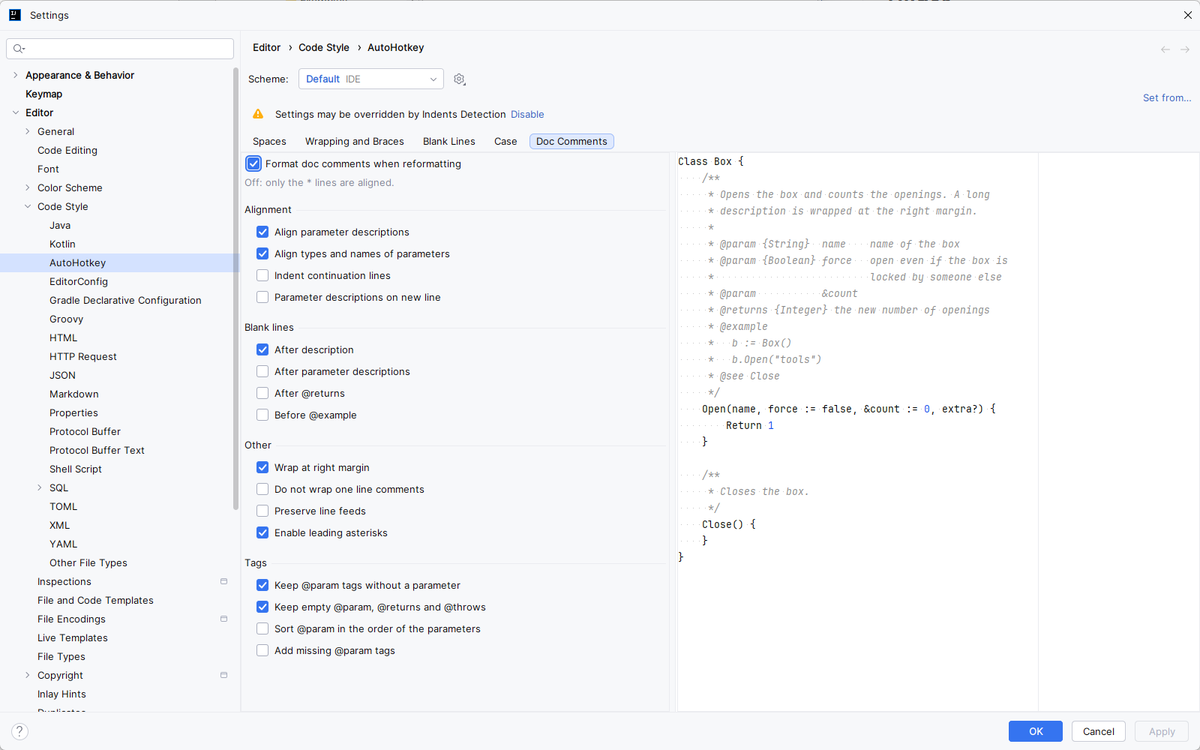 Settings
Editor › Code Style › AutoHotkey
Scheme: Default IDE
Set from...
Settings may be overridden by Indents Detection Disable
Spaces Wrapping and Braces Blank Lines Case Doc Comments
Appearance & Behavior
Keymap
Editor
General
Code Editing
Font
Color Scheme
Code Style
Java
Kotlin
AutoHotkey
EditorConfig
Gradle Declarative Configuration
Groovy
HTML
HTTP Request
JSON
Markdown
Properties
Protocol Buffer
Protocol Buffer Text
Shell Script
SQL
TOML
XML
YAML
Other File Types
Inspections
File and Code Templates
File Encodings
Live Templates
File Types
Copyright
Inlay Hints
Format doc comments when reformatting
Off: only the * lines are aligned.
Alignment
Align parameter descriptions
Align types and names of parameters
Indent continuation lines
Parameter descriptions on new line
Blank lines
After description
After parameter descriptions
After @returns
Before @example
Other
Wrap at right margin
Do not wrap one line comments
Preserve line feeds
Enable leading asterisks
Tags
Keep @param tags without a parameter
Keep empty @param, @returns and @throws
Sort @param in the order of the parameters
Add missing @param tags
Class Box {
/**
* Opens the box and counts the openings. A long
* description is wrapped at the right margin.
*
* @param {String} name name of the box
* @param {Boolean} force open even if the box is
* locked by someone else
* @param &count
* @returns {Integer} the new number of openings
* @example
* b := Box()
* b.Open("tools")
* @see Close
*/
Open(name, force := false, &count := 0, extra?) {
Return 1
}
/**
* Closes the box.
*/
Close() {
}
}
?
OK Cancel Apply